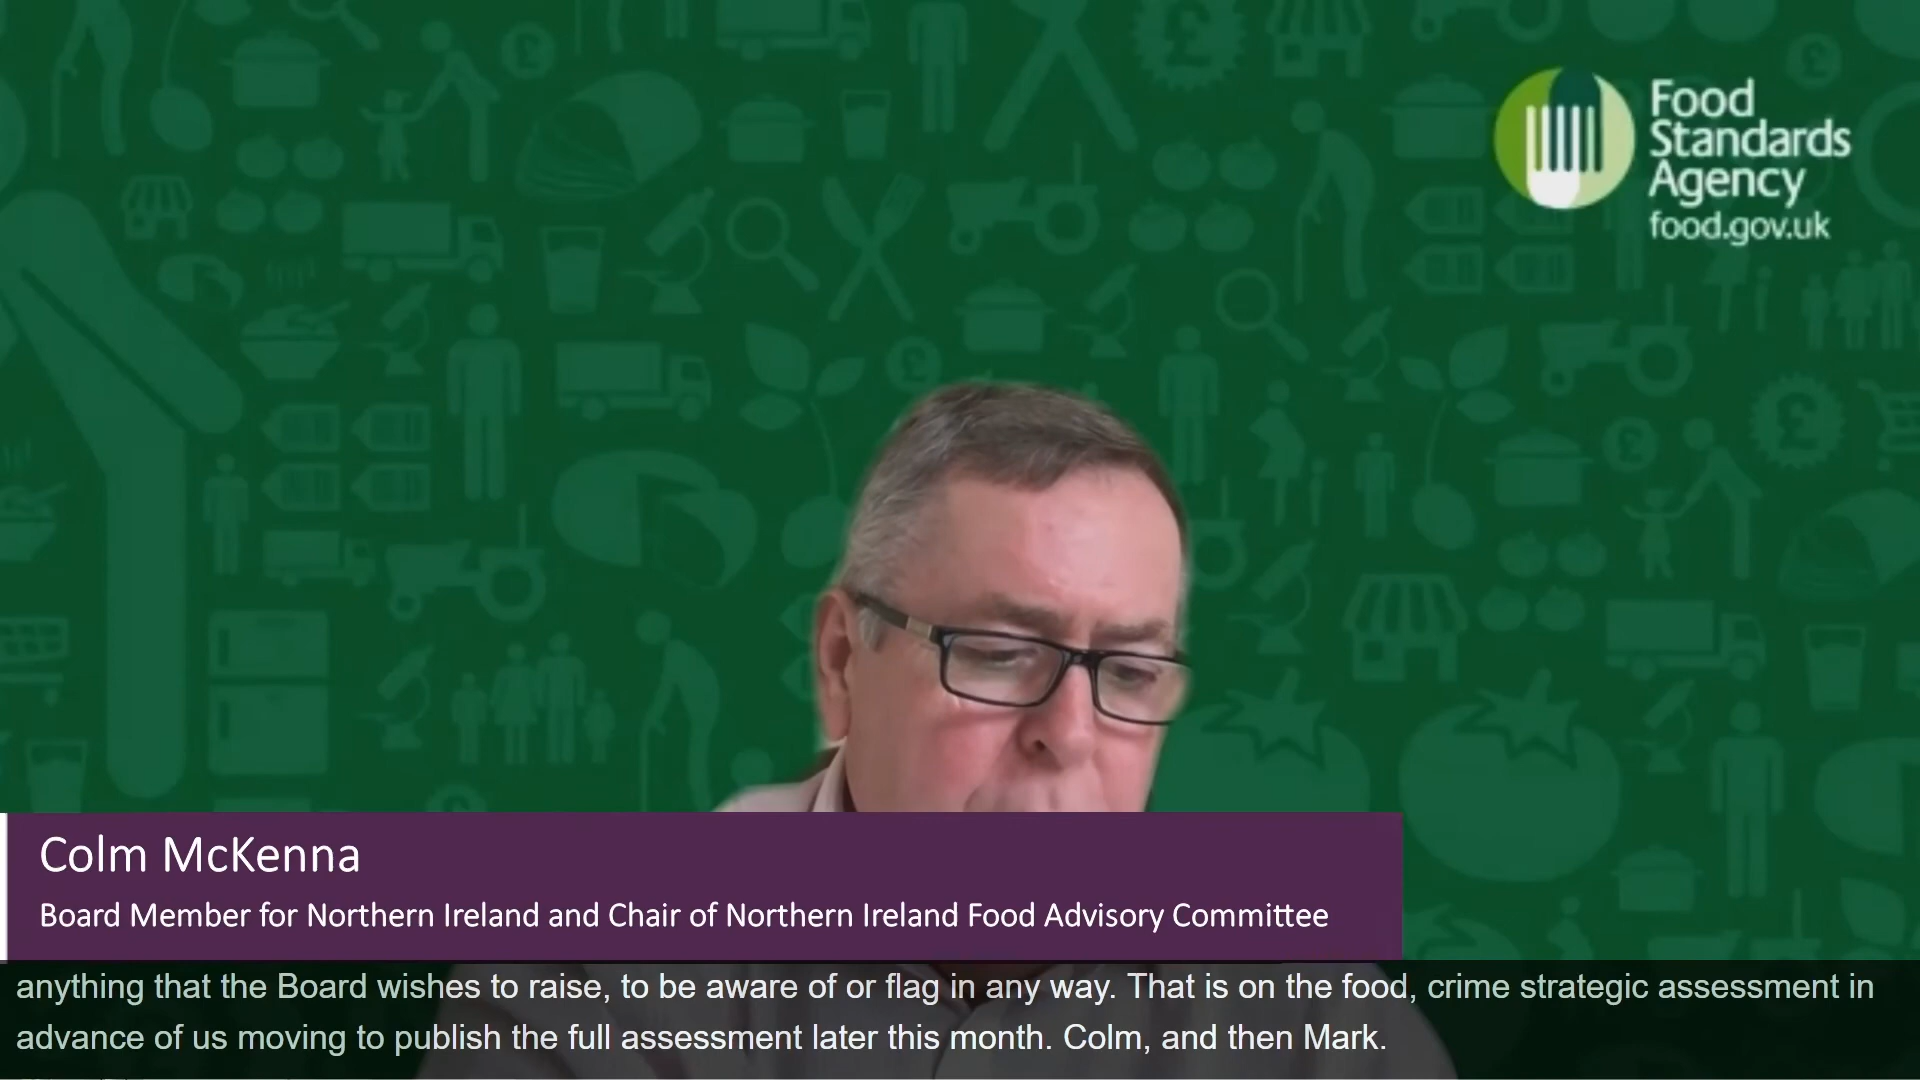 Food
Standards
Agency
food.gov.uk
Colm McKenna
Board Member for Northern Ireland and Chair of Northern Ireland Food Advisory Committee
anything that the Board wishes to raise, to be aware of or flag in any way. That is on the food, crime strategic assessment in
advance of us moving to publish the full assessment later this month. Colm, and then Mark.